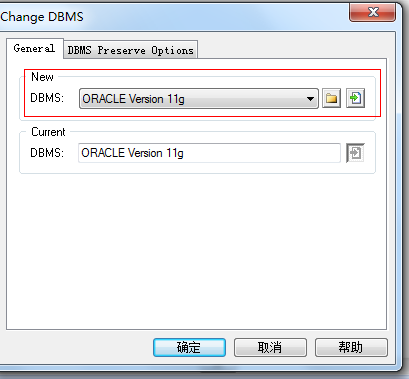 Change DBMS
General
DBMS Preserve Options
New
DBMS:
ORACLE Version 11g
Current
DBMS:
ORACLE Version 11g
确定
取消
帮助